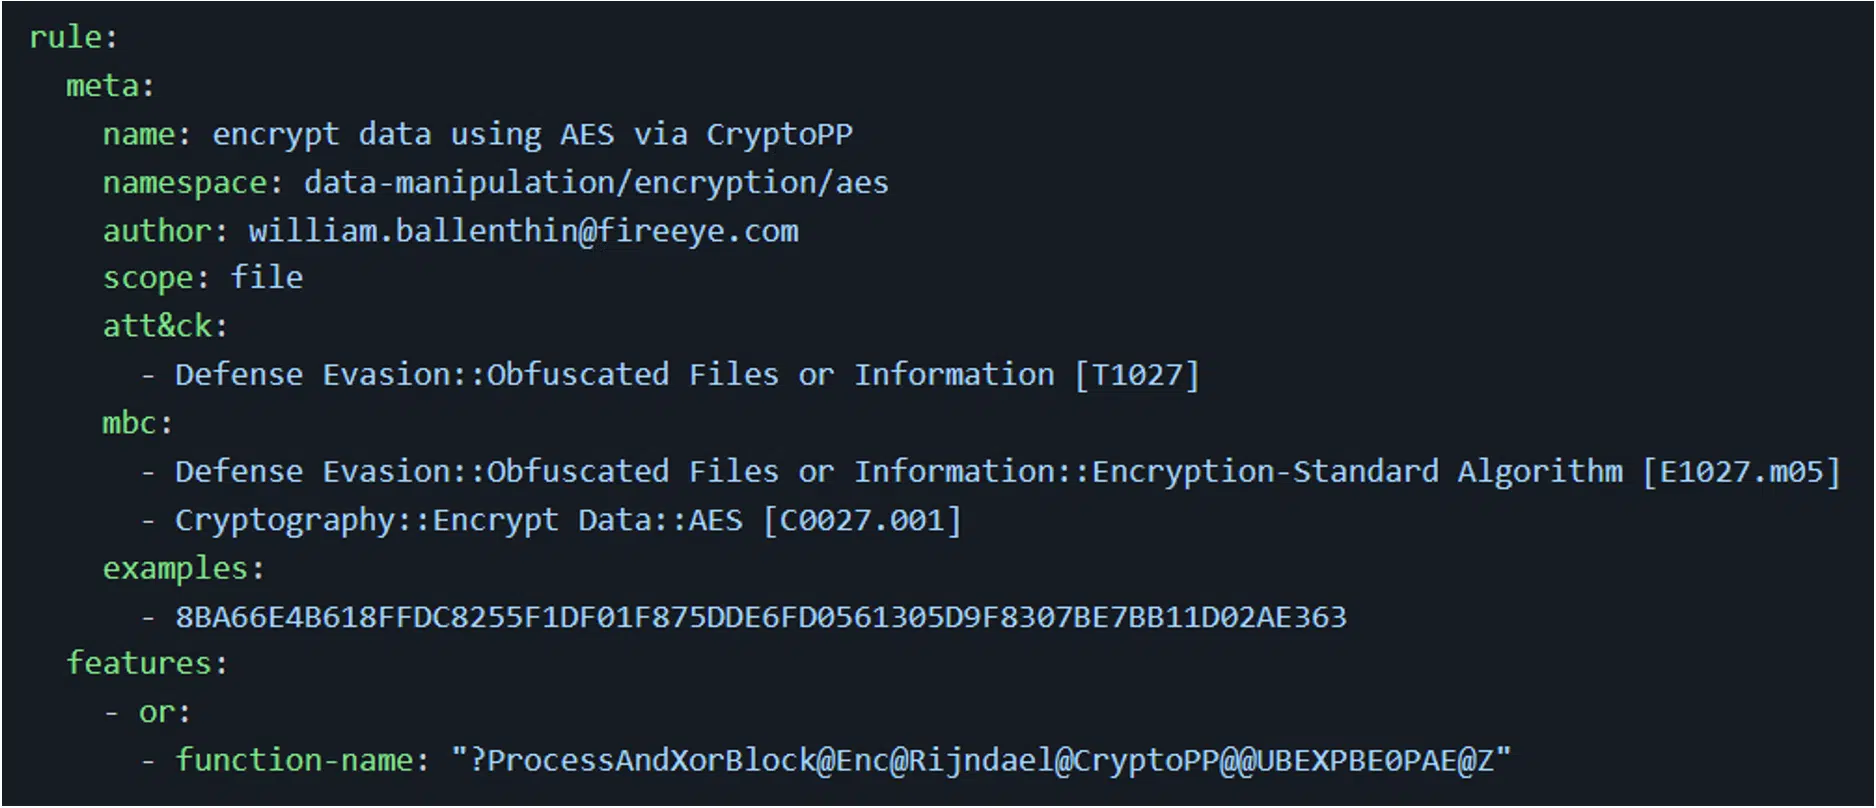 rule:
meta:
name: encrypt data using AES via CryptoPP
namespace: data-manipulation/encryption/aes
author: william.ballenthin@fireeye.com
scope: file
att&ck:
- Defense Evasion::Obfuscated Files or Information [T1027]
mbc:
- Defense Evasion::Obfuscated Files or Information::Encryption-Standard Algorithm [E1027.m05]
- Cryptography::Encrypt Data::AES [C0027.001]
examples:
- 8BA66E4B618FFDC8255F1DF01F875DDE6FD0561305D9F8307BE7BB11D02AE363
features:
- or:
- function-name: "?ProcessAndXorBlock@Enc@Rijndael@CryptoPP@@UBEXPBE0PAE@Z"